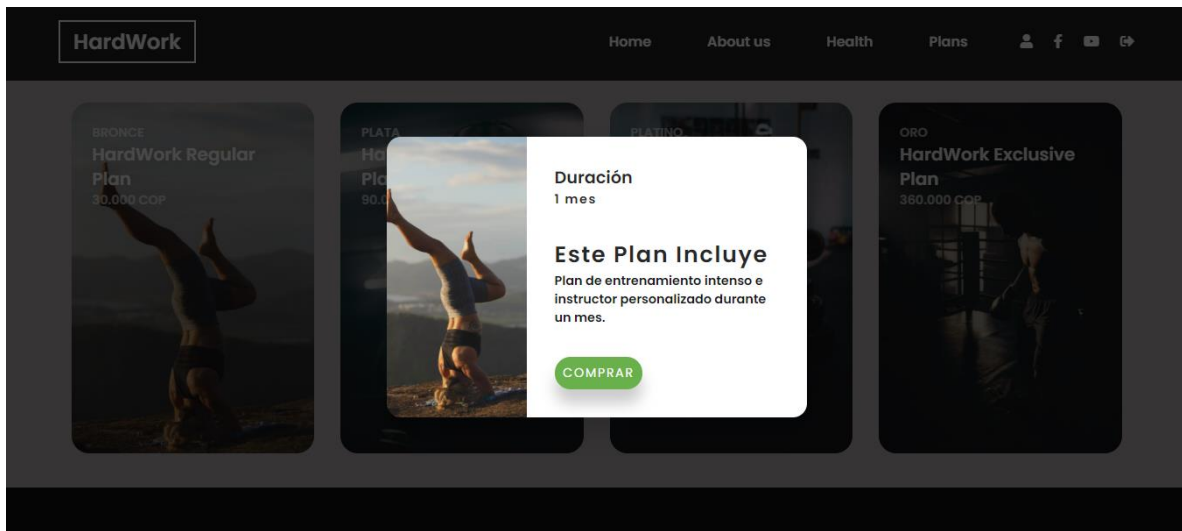 HardWork
Home About us Health Plans
BRONCE
HardWork Regular
Plan
30.000 COP
PLATA
PLATINO
ORO
HardWork Exclusive
Plan
360.000 COP
Duración
1 mes
Este Plan Incluye
Plan de entrenamiento intenso e
instructor personalizado durante
un mes.
COMPRAR